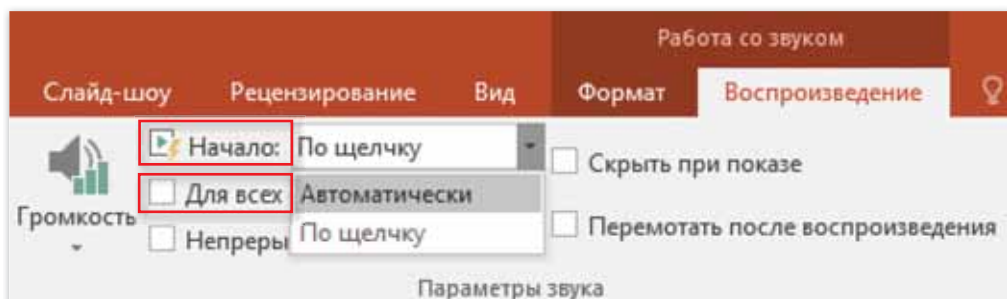 Работа со звуком
Слайд-шоу Рецензирование Вид Формат Воспроизведение
Начало: По щелчку
Скрыть при показе
Для всех Автоматически
Громкость
Непреры По щелчку
Перемотать после воспроизведения
Параметры звука